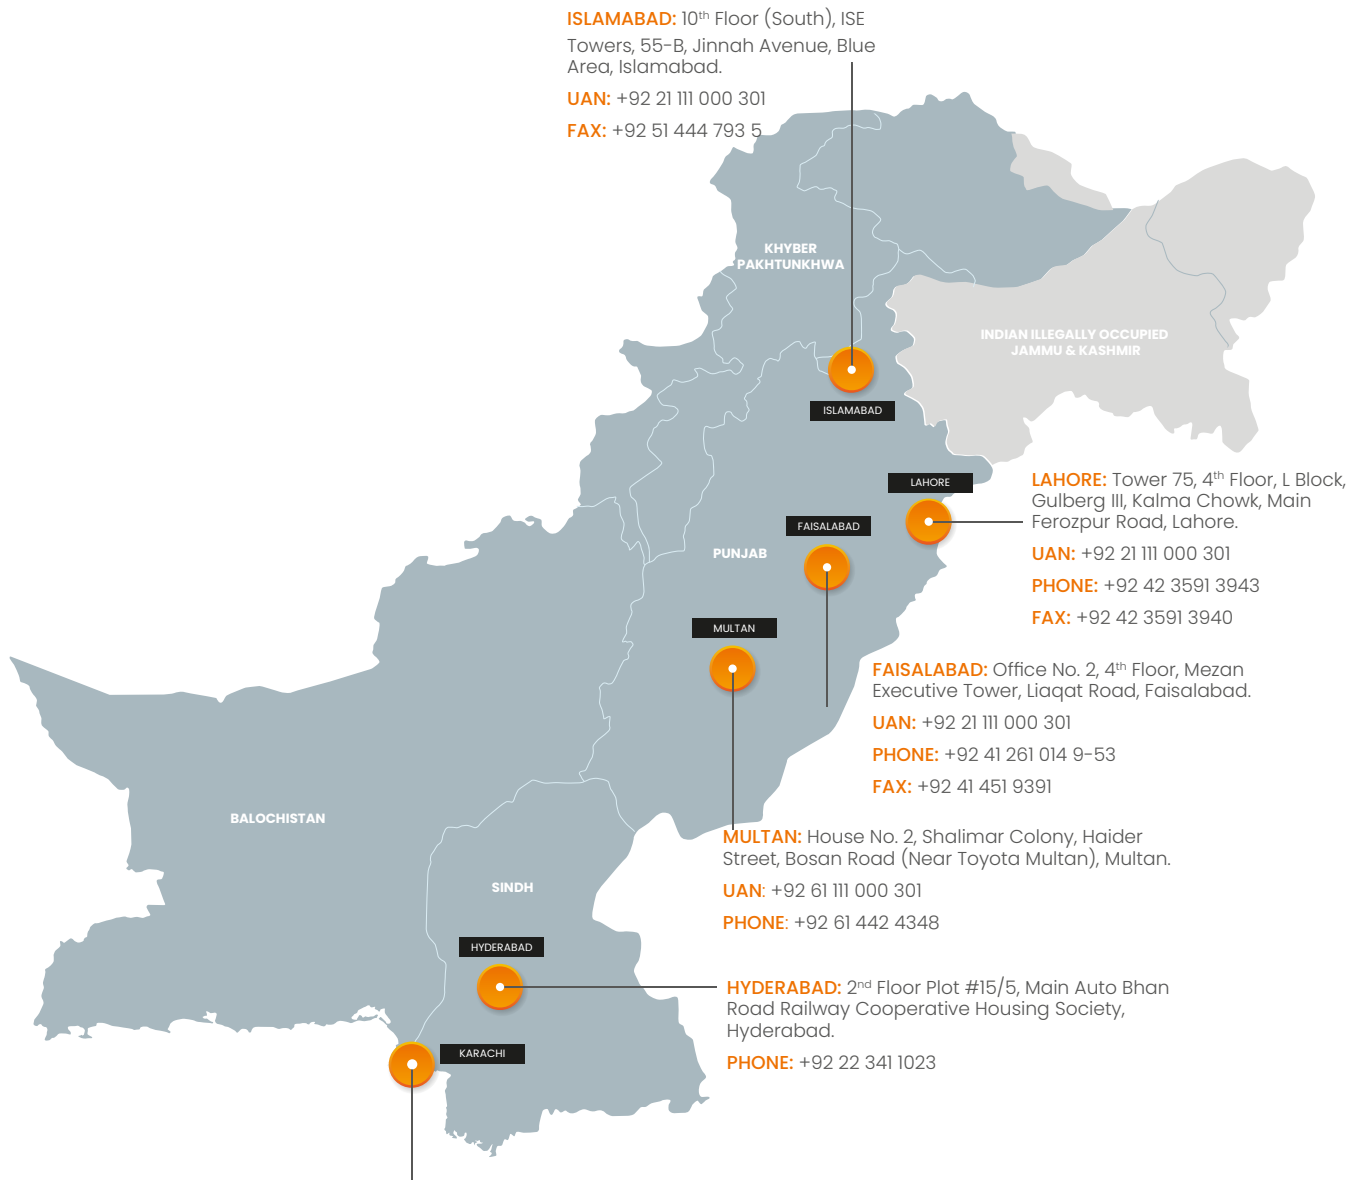 ISLAMABAD: 10th Floor (South), ISE
Towers, 55-B, Jinnah Avenue, Blue
Area, Islamabad.
UAN: +92 21 111 000 301
FAX: +92 51 444 793 5
KHYBER
PAKHTUNKHWA
INDIAN ILLEGALLY OCCUPIED
JAMMU & KASHMIR
ISLAMABAD
LAHORE
LAHORE: Tower 75, 4th Floor, L Block,
Gulberg III, Kalma Chowk, Main
Ferozpur Road, Lahore.
UAN: +92 21 111 000 301
PHONE: +92 42 3591 3943
FAX: +92 42 3591 3940
FAISALABAD
PUNJAB
MULTAN
FAISALABAD: Office No. 2, 4th Floor, Mezan
Executive Tower, Liaqat Road, Faisalabad.
UAN: +92 21 111 000 301
PHONE: +92 41 261 014 9-53
FAX: +92 41 451 9391
BALOCHISTAN
MULTAN: House No. 2, Shalimar Colony, Haider
Street, Bosan Road (Near Toyota Multan), Multan.
UAN: +92 61 111 000 301
PHONE: +92 61 442 4348
SINDH
HYDERABAD
HYDERABAD: 2nd Floor Plot #15/5, Main Auto Bhan
Road Railway Cooperative Housing Society,
Hyderabad.
PHONE: +92 22 341 1023
KARACHI